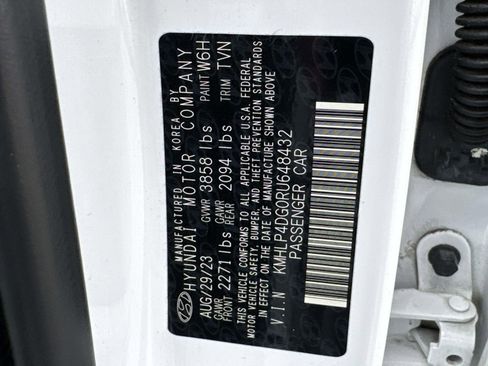 MANUFACTURED IN KOREA BY
HYUNDAI MOTOR COMPANY
AUG/29/23 GVWR 3858 lbs PAINT W6H
GAWR FRONT 2271 lbs GAWR REAR 2094 lbs TRIM TVN
THIS VEHICLE CONFORMS TO ALL APPLICABLE U.S.A. FEDERAL
MOTOR VEHICLE SAFETY, BUMPER, AND THEFT PREVENTION STANDARDS
IN EFFECT ON THE DATE OF MANUFACTURE SHOWN ABOVE
V.I.N KMHLP4DG0RU648432
PASSENGER CAR